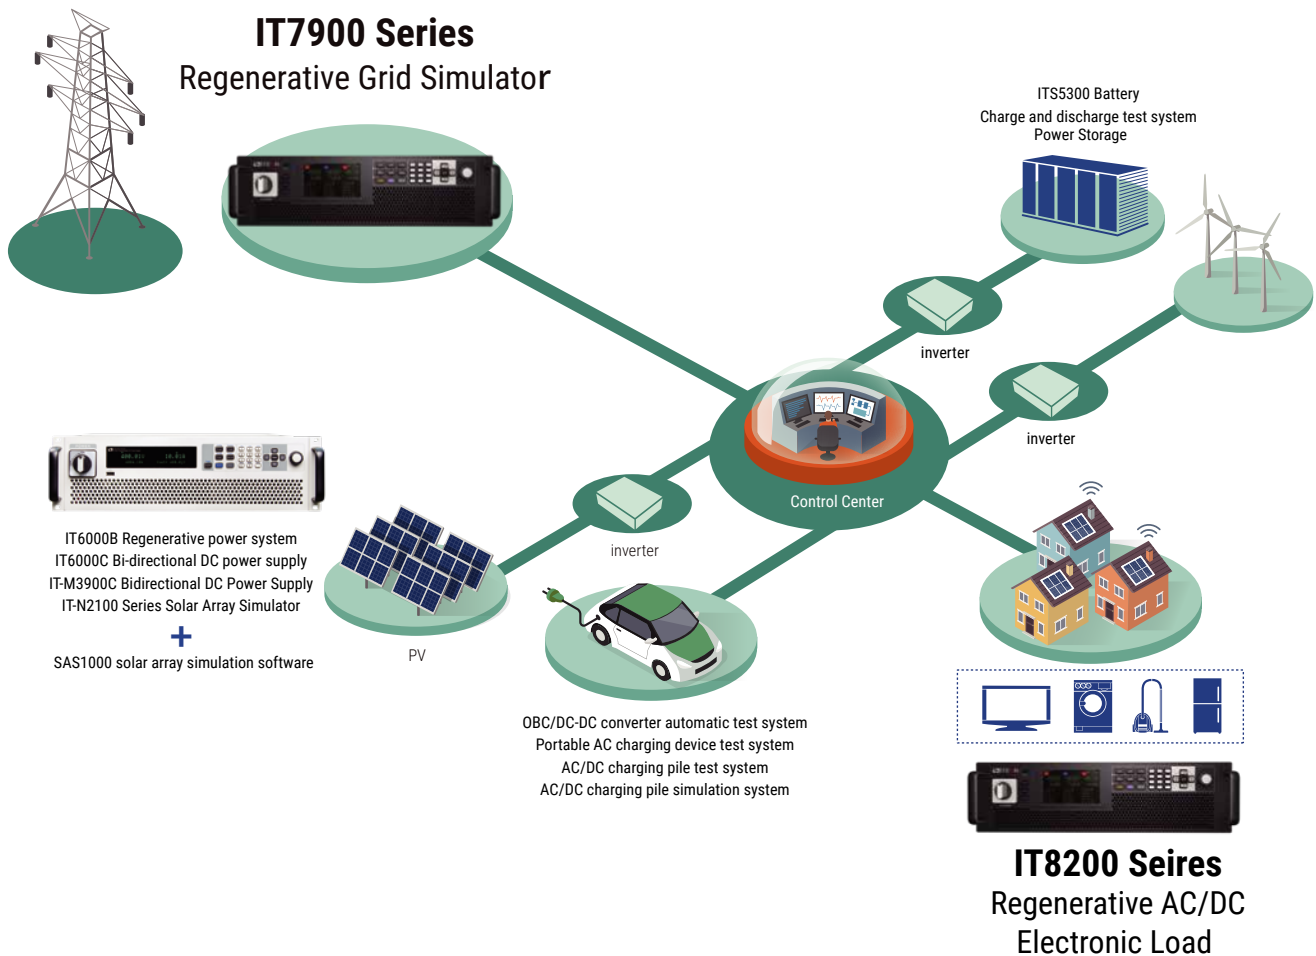 IT7900 Series
Regenerative Grid Simulator
ITS5300 Battery
Charge and discharge test system
Power Storage
inverter
inverter
Control Center
inverter
IT6000B Regenerative power system
IT6000C Bi-directional DC power supply
IT-M3900C Bidirectional DC Power Supply
IT-N2100 Series Solar Array Simulator
+
SAS1000 solar array simulation software
PV
OBC/DC-DC converter automatic test system
Portable AC charging device test system
AC/DC charging pile test system
AC/DC charging pile simulation system
IT8200 Seires
Regenerative AC/DC
Electronic Load